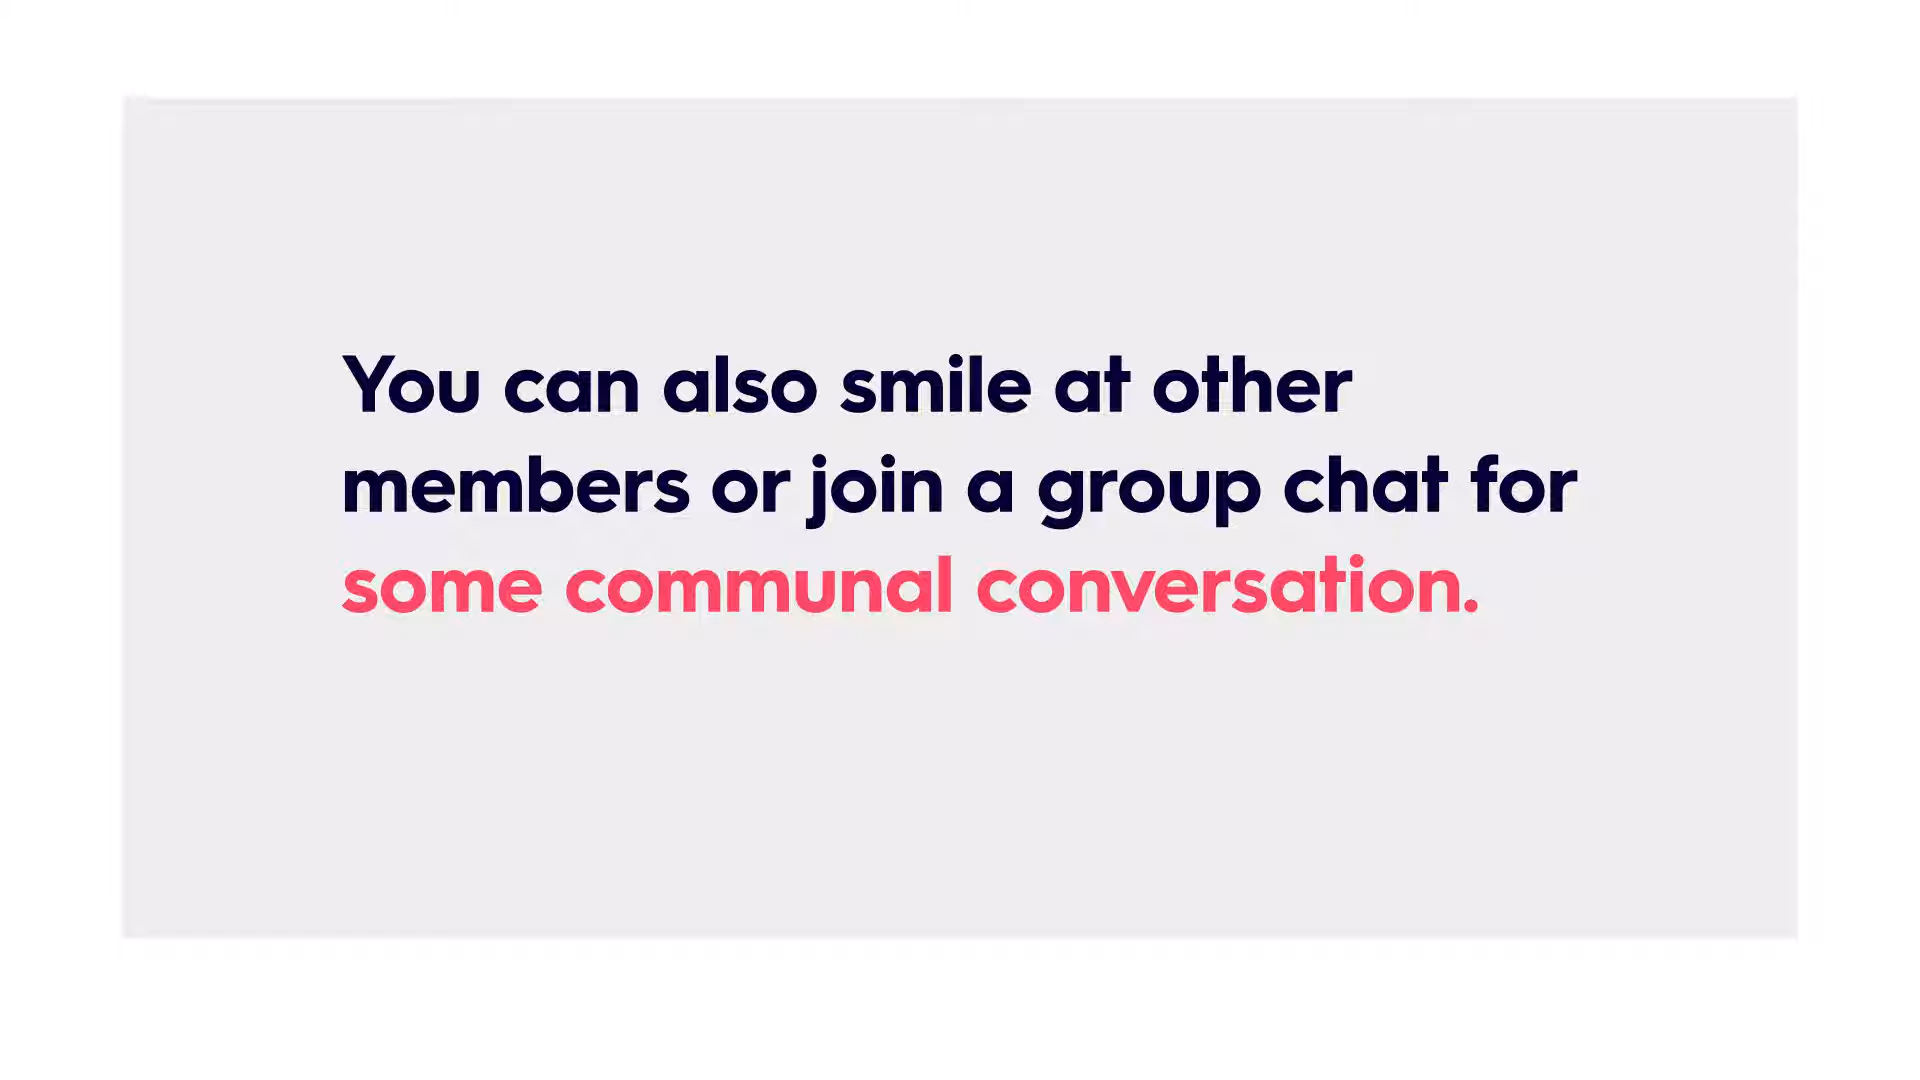 You can also smile at other
members or join a group chat for
some communal conversation.